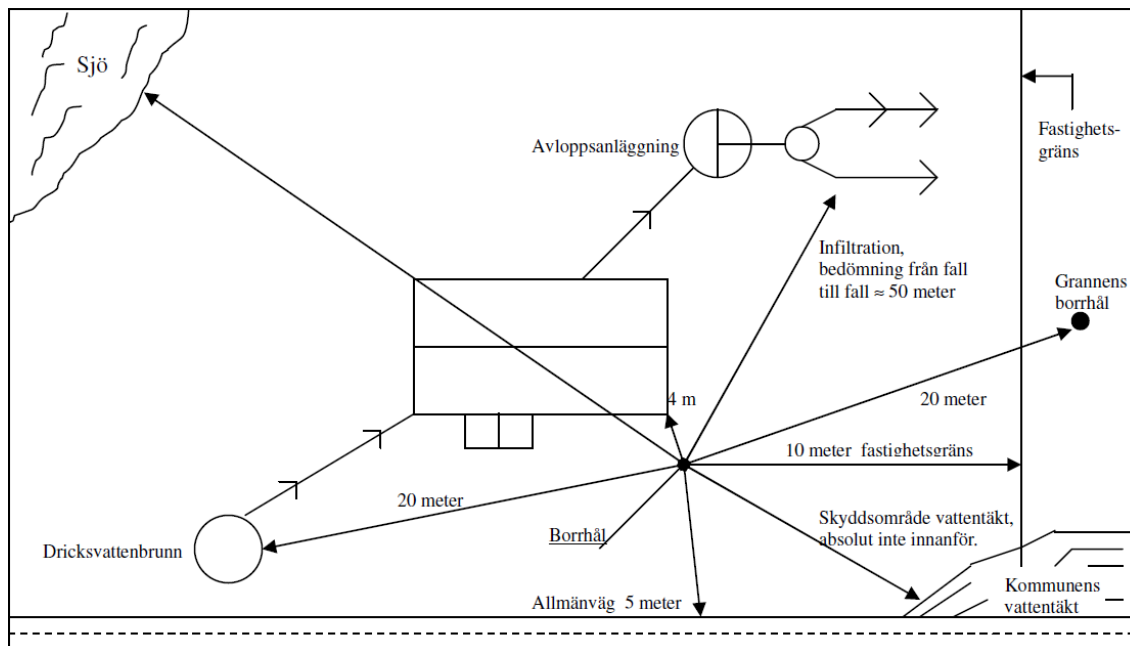 Sjö
Avloppsanläggning
Fastighets-
gräns
Infiltration,
bedömning från fall
till fall ≈ 50 meter
Grannens
borrhål
4 m
20 meter
10 meter fastighetsgräns
20 meter
Skyddsområde vattentäkt,
absolut inte innanför.
Borrhål
Dricksvattenbrunn
Kommunens
vattentäkt
Allmänväg 5 meter